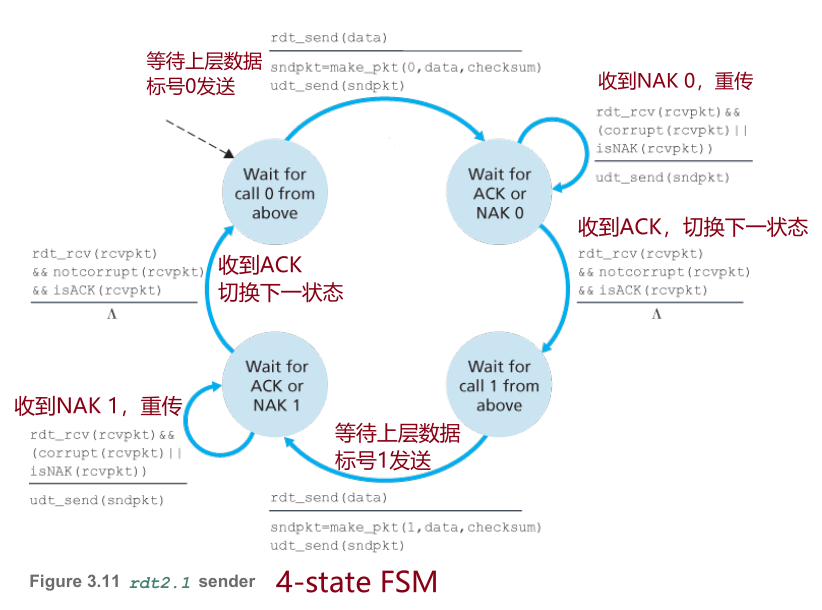 rdt_send(data)
等待上层数据
标号0发送
sndpkt=make_pkt(0,data,checksum)
udt_send(sndpkt)
收到NAK 0，重传
rdt_rcv(rcvpkt)&&
(corrupt(rcvpkt)||
isNAK(rcvpkt))
udt_send(sndpkt)
Wait for
call 0 from
above
Wait for
ACK or
NAK 0
收到ACK，切换下一状态
rdt_rcv(rcvpkt)
&& notcorrupt(rcvpkt)
&& isACK(rcvpkt)
Λ
rdt_rcv(rcvpkt)
&& notcorrupt(rcvpkt)
&& isACK(rcvpkt)
Λ
收到ACK
切换下一状态
Wait for
ACK or
NAK 1
Wait for
call 1 from
above
收到NAK 1，重传
rdt_rcv(rcvpkt)&&
(corrupt(rcvpkt)||
isNAK(rcvpkt))
udt_send(sndpkt)
等待上层数据
标号1发送
rdt_send(data)
sndpkt=make_pkt(1,data,checksum)
udt_send(sndpkt)
Figure 3.11 rdt2.1 sender 4-state FSM